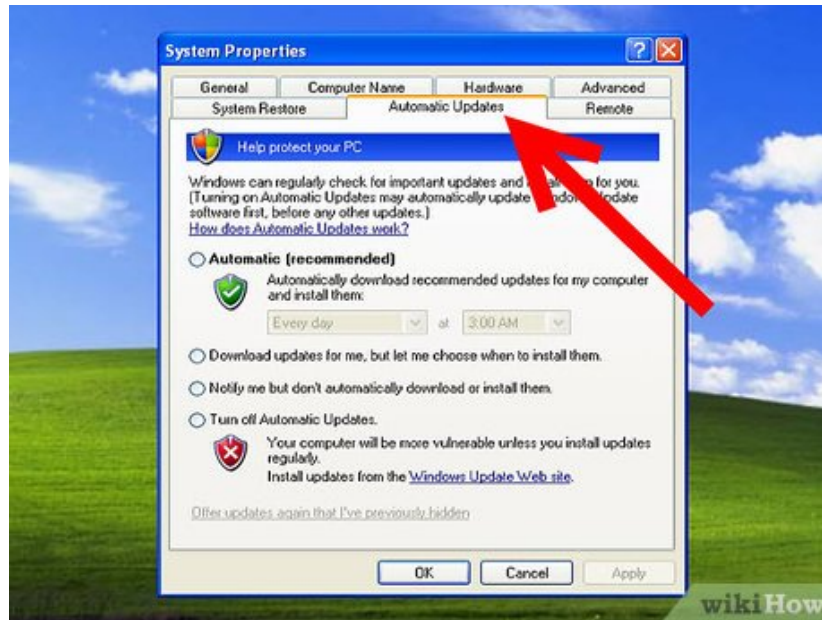 System Properties
General Computer Name Hardware Advanced
System Restore Automatic Updates Remote
Help protect your PC
Windows can regularly check for important updates and them for you.
(Turning on Automatic Updates may automatically update Windows Update
software first, before any other updates.)
How does Automatic Updates work?
Automatic (recommended)
Automatically download recommended updates for my computer
and install them:
Every day at 3:00 AM
Download updates for me, but let me choose when to install them.
Notify me but don't automatically download or install them.
Turn off Automatic Updates.
Your computer will be more vulnerable unless you install updates
regularly.
Install updates from the Windows Update Web site.
Offer updates again that I've previously hidden
OK Cancel Apply
wikiHow